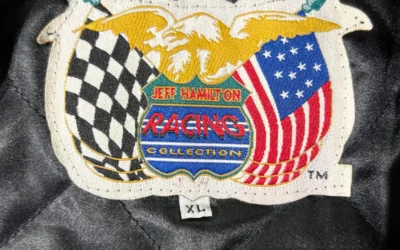 JEFF HAMILTON
RACING
COLLECTION
TM
XL